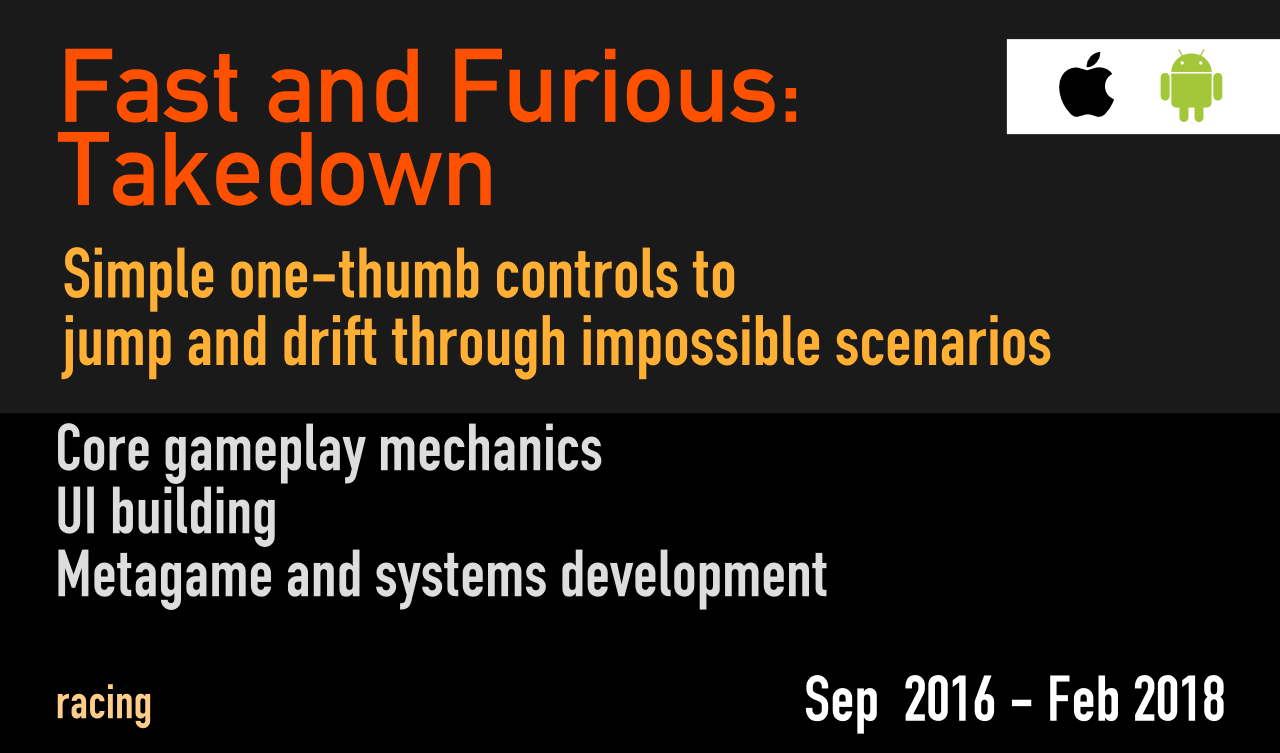 Fast and Furious:
Takedown
Simple one-thumb controls to
jump and drift through impossible scenarios
Core gameplay mechanics
UI building
Metagame and systems development
racing
Sep 2016 - Feb 2018